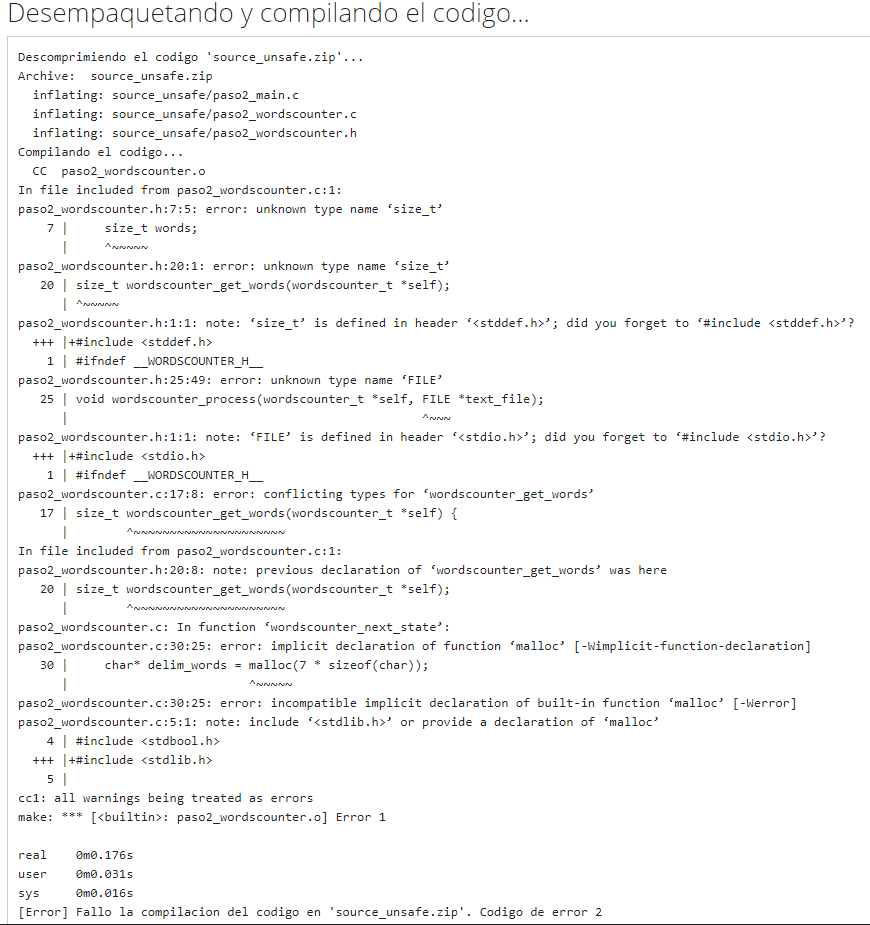 Desempaquetando y compilando el codigo...
Descomprimiendo el codigo 'source_unsafe.zip'...
Archive:  source_unsafe.zip
  inflating: source_unsafe/paso2_main.c
  inflating: source_unsafe/paso2_wordscounter.c
  inflating: source_unsafe/paso2_wordscounter.h
Compilando el codigo...
  CC  paso2_wordscounter.o
In file included from paso2_wordscounter.c:1:
paso2_wordscounter.h:7:5: error: unknown type name ‘size_t’
    7 |     size_t words;
      |     ^~~~~~
paso2_wordscounter.h:20:1: error: unknown type name ‘size_t’
   20 | size_t wordscounter_get_words(wordscounter_t *self);
      | ^~~~~~
paso2_wordscounter.h:1:1: note: ‘size_t’ is defined in header ‘<stddef.h>’; did you forget to ‘#include <stddef.h>’?
  +++ |+#include <stddef.h>
    1 | #ifndef __WORDSCOUNTER_H__
paso2_wordscounter.h:25:49: error: unknown type name ‘FILE’
   25 | void wordscounter_process(wordscounter_t *self, FILE *text_file);
      |                                                 ^~~~
paso2_wordscounter.h:1:1: note: ‘FILE’ is defined in header ‘<stdio.h>’; did you forget to ‘#include <stdio.h>’?
  +++ |+#include <stdio.h>
    1 | #ifndef __WORDSCOUNTER_H__
paso2_wordscounter.c:17:8: error: conflicting types for ‘wordscounter_get_words’
   17 | size_t wordscounter_get_words(wordscounter_t *self) {
      |        ^~~~~~~~~~~~~~~~~~~~~~
In file included from paso2_wordscounter.c:1:
paso2_wordscounter.h:20:8: note: previous declaration of ‘wordscounter_get_words’ was here
   20 | size_t wordscounter_get_words(wordscounter_t *self);
      |        ^~~~~~~~~~~~~~~~~~~~~~
paso2_wordscounter.c: In function ‘wordscounter_next_state’:
paso2_wordscounter.c:30:25: error: implicit declaration of function ‘malloc’ [-Wimplicit-function-declaration]
   30 |     char* delim_words = malloc(7 * sizeof(char));
      |                         ^~~~~~
paso2_wordscounter.c:30:25: error: incompatible implicit declaration of built-in function ‘malloc’ [-Werror]
paso2_wordscounter.c:5:1: note: include ‘<stdlib.h>’ or provide a declaration of ‘malloc’
    4 | #include <stdbool.h>
  +++ |+#include <stdlib.h>
    5 |
cc1: all warnings being treated as errors
make: *** [<builtin>: paso2_wordscounter.o] Error 1
real    0m0.176s
user    0m0.031s
sys     0m0.016s
[Error] Fallo la compilacion del codigo en 'source_unsafe.zip'. Codigo de error 2